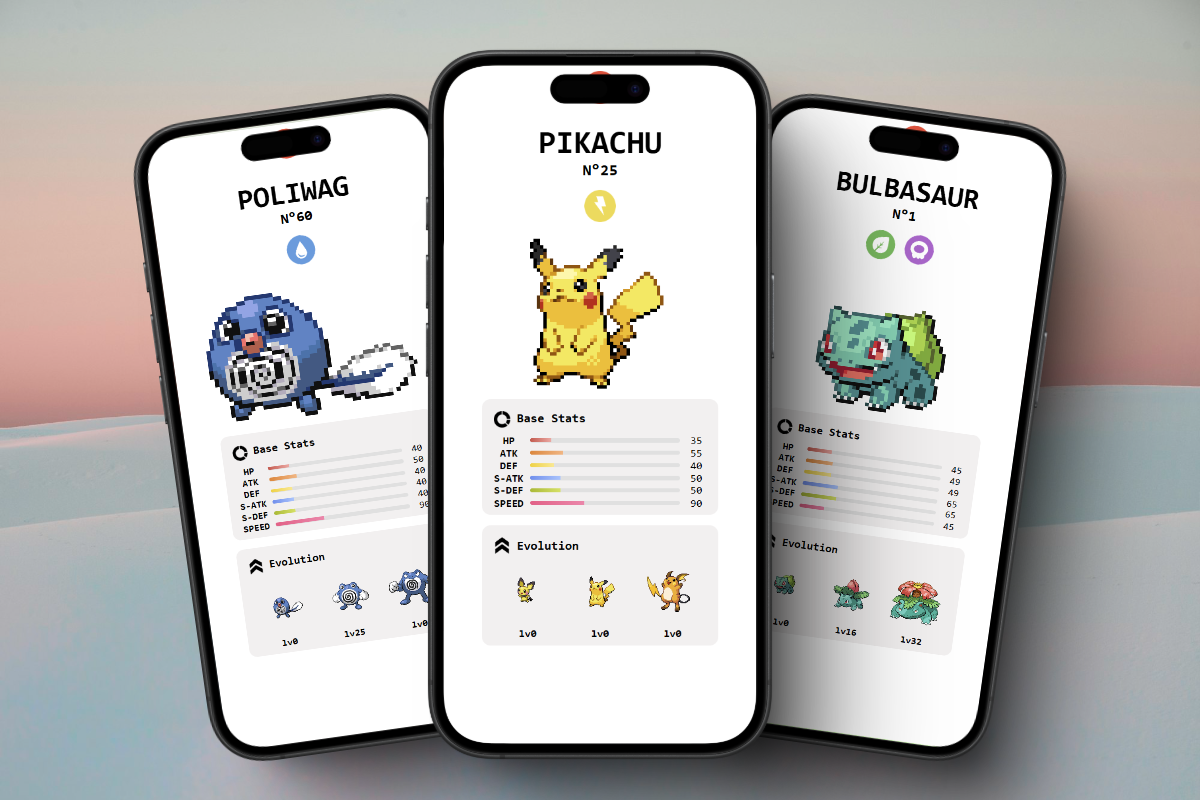 POLIWAG
N°60
Base Stats
HP 40
ATK 50
DEF 40
S-ATK 40
S-DEF 40
SPEED 90
Evolution
lv0 lv25 lv0
PIKACHU
N°25
Base Stats
HP 35
ATK 55
DEF 40
S-ATK 50
S-DEF 50
SPEED 90
Evolution
lv0 lv0 lv0
BULBASAUR
N°1
Base Stats
HP 45
ATK 49
DEF 49
S-ATK 65
S-DEF 65
SPEED 45
Evolution
lv0 lv16 lv32